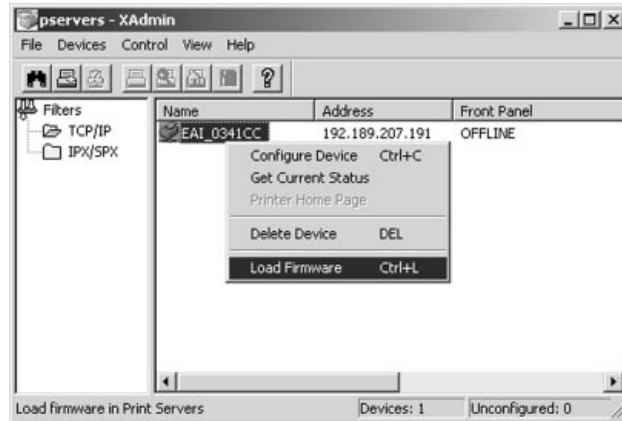 pservers - XAdmin
File Devices Control View Help
Filters
TCP/IP
IPX/SPX
Name Address Front Panel
EAI_0341CC 192.189.207.191 OFFLINE
Configure Device Ctrl+C
Get Current Status
Printer Home Page
Delete Device DEL
Load Firmware Ctrl+L
Load firmware in Print Servers Devices: 1 Unconfigured: 0